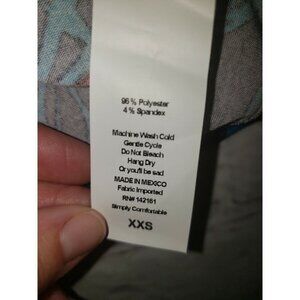 96 % Polyester
4 % Spandex
Machine Wash Cold
Gentle Cycle
Do Not Bleach
Hang Dry
Or you'll be sad
MADE IN MEXICO
Fabric Imported
RN# 142161
Simply Comfortable
XXS